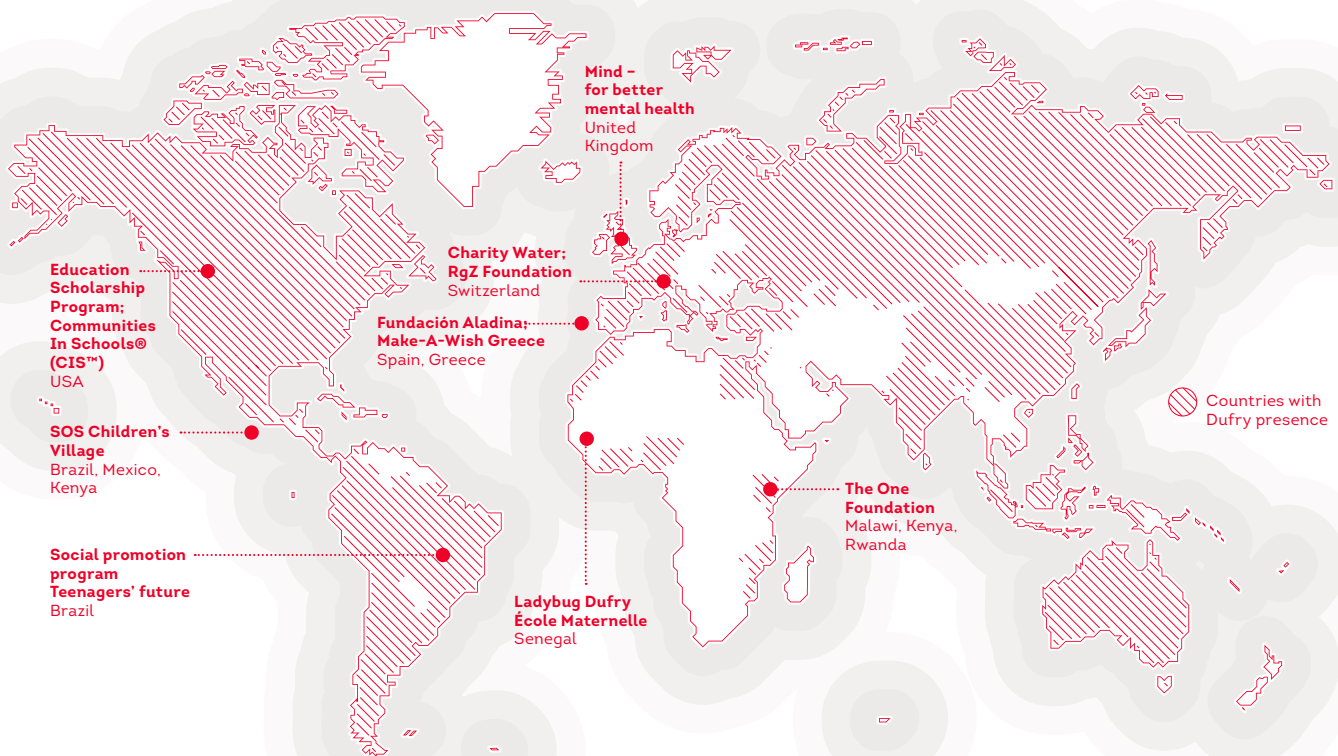 Mind –
for better
mental health
United
Kingdom
Charity Water;
RgZ Foundation
Switzerland
Education
Scholarship
Program;
Communities
In Schools®
(CIS™)
USA
Fundación Aladina;
Make-A-Wish Greece
Spain, Greece
Countries with
Dufry presence
SOS Children’s
Village
Brazil, Mexico,
Kenya
The One
Foundation
Malawi, Kenya,
Rwanda
Social promotion
program
Teenagers’ future
Brazil
Ladybug Dufry
École Maternelle
Senegal